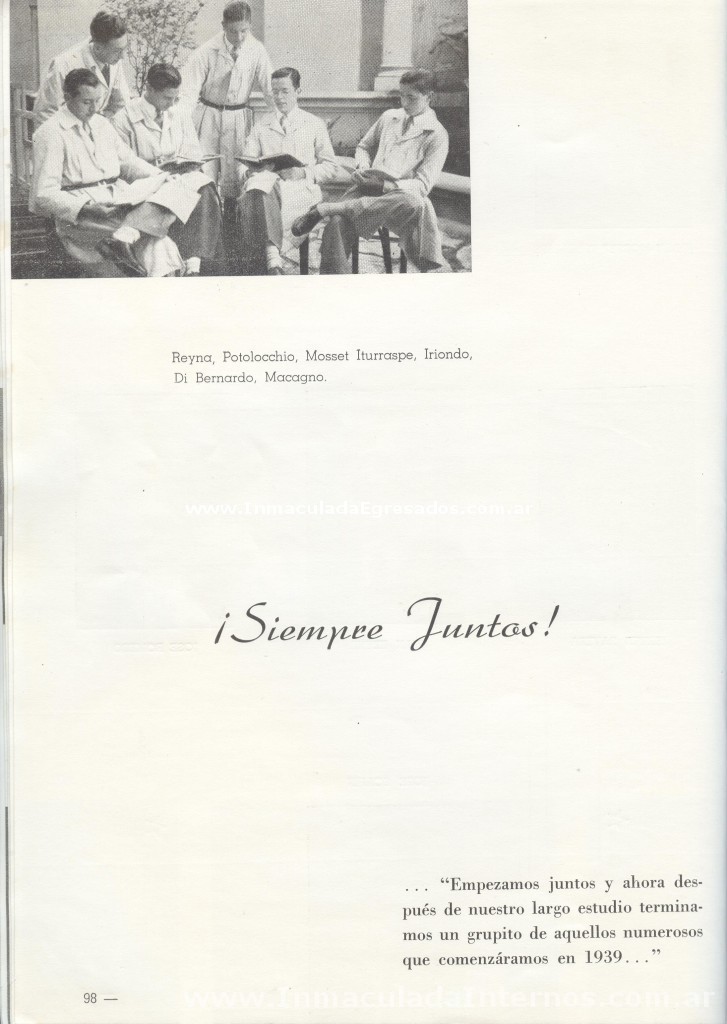 Reyna, Potolocchio, Mosset Iturraspe, Iriondo,
Di Bernardo, Macagno.
www.InmaculadaEgresados.com.ar
¡Siempre Juntos!
... “Empezamos juntos y ahora des-
pués de nuestro largo estudio termina-
mos un grupito de aquellos numerosos
que comenzáramos en 1939...”
98 —
www.InmaculadaInternos.com.ar